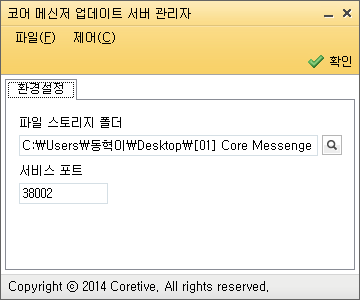 코어 메신저 업데이트 서버 관리자
파일(F) 제어(C)
확인
환경설정
파일 스토리지 폴더
C:₩Users₩동혁이₩Desktop₩[01] Core Messenge
서비스 포트
38002
Copyright ⓒ 2014 Coretive, All rights reserved,